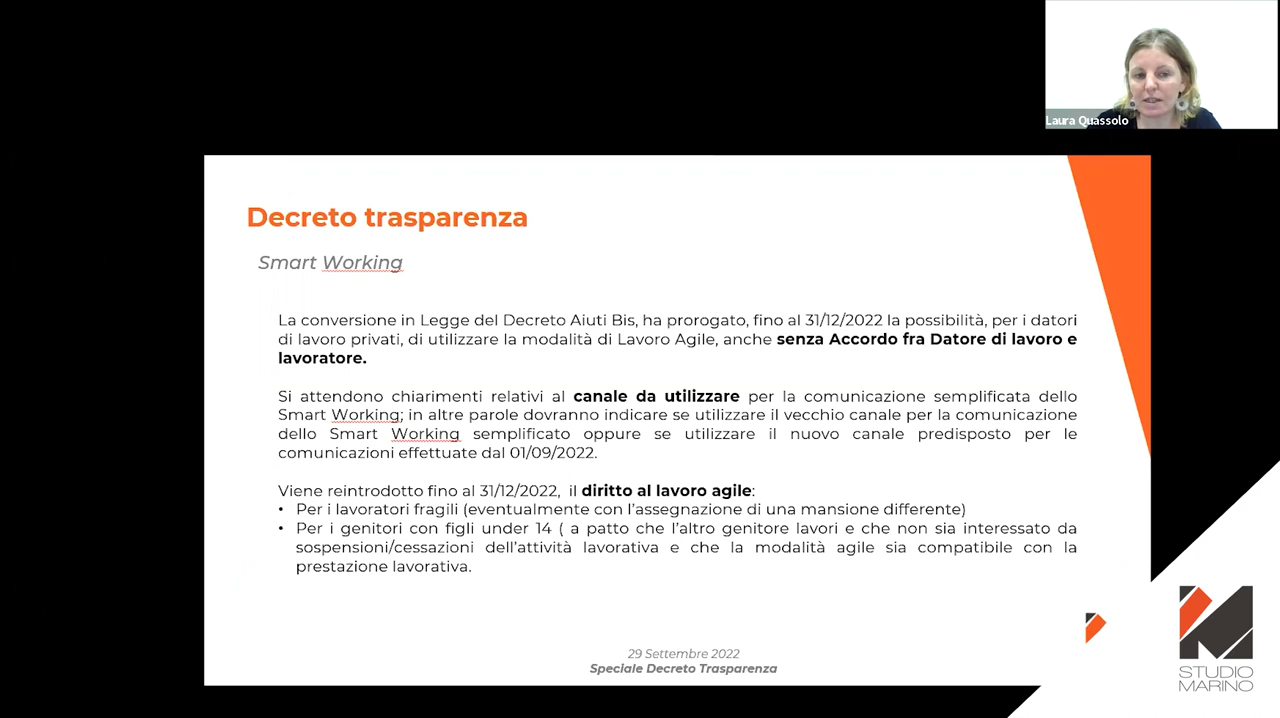 Laura Quassolo
Decreto trasparenza
Smart Working
La conversione in Legge del Decreto Aiuti Bis, ha prorogato, fino al 31/12/2022 la possibilità, per i datori
di lavoro privati, di utilizzare la modalità di Lavoro Agile, anche senza Accordo fra Datore di lavoro e
lavoratore.
Si attendono chiarimenti relativi al canale da utilizzare per la comunicazione semplificata dello
Smart Working; in altre parole dovranno indicare se utilizzare il vecchio canale per la comunicazione
dello Smart Working semplificato oppure se utilizzare il nuovo canale predisposto per le
comunicazioni effettuate dal 01/09/2022.
Viene reintrodotto fino al 31/12/2022, il diritto al lavoro agile:
• Per i lavoratori fragili (eventualmente con l'assegnazione di una mansione differente)
• Per i genitori con figli under 14 ( a patto che l'altro genitore lavori e che non sia interessato da
sospensioni/cessazioni dell'attività lavorativa e che la modalità agile sia compatibile con la
prestazione lavorativa.
29 Settembre 2022
Speciale Decreto Trasparenza
STUDIO
MARINO